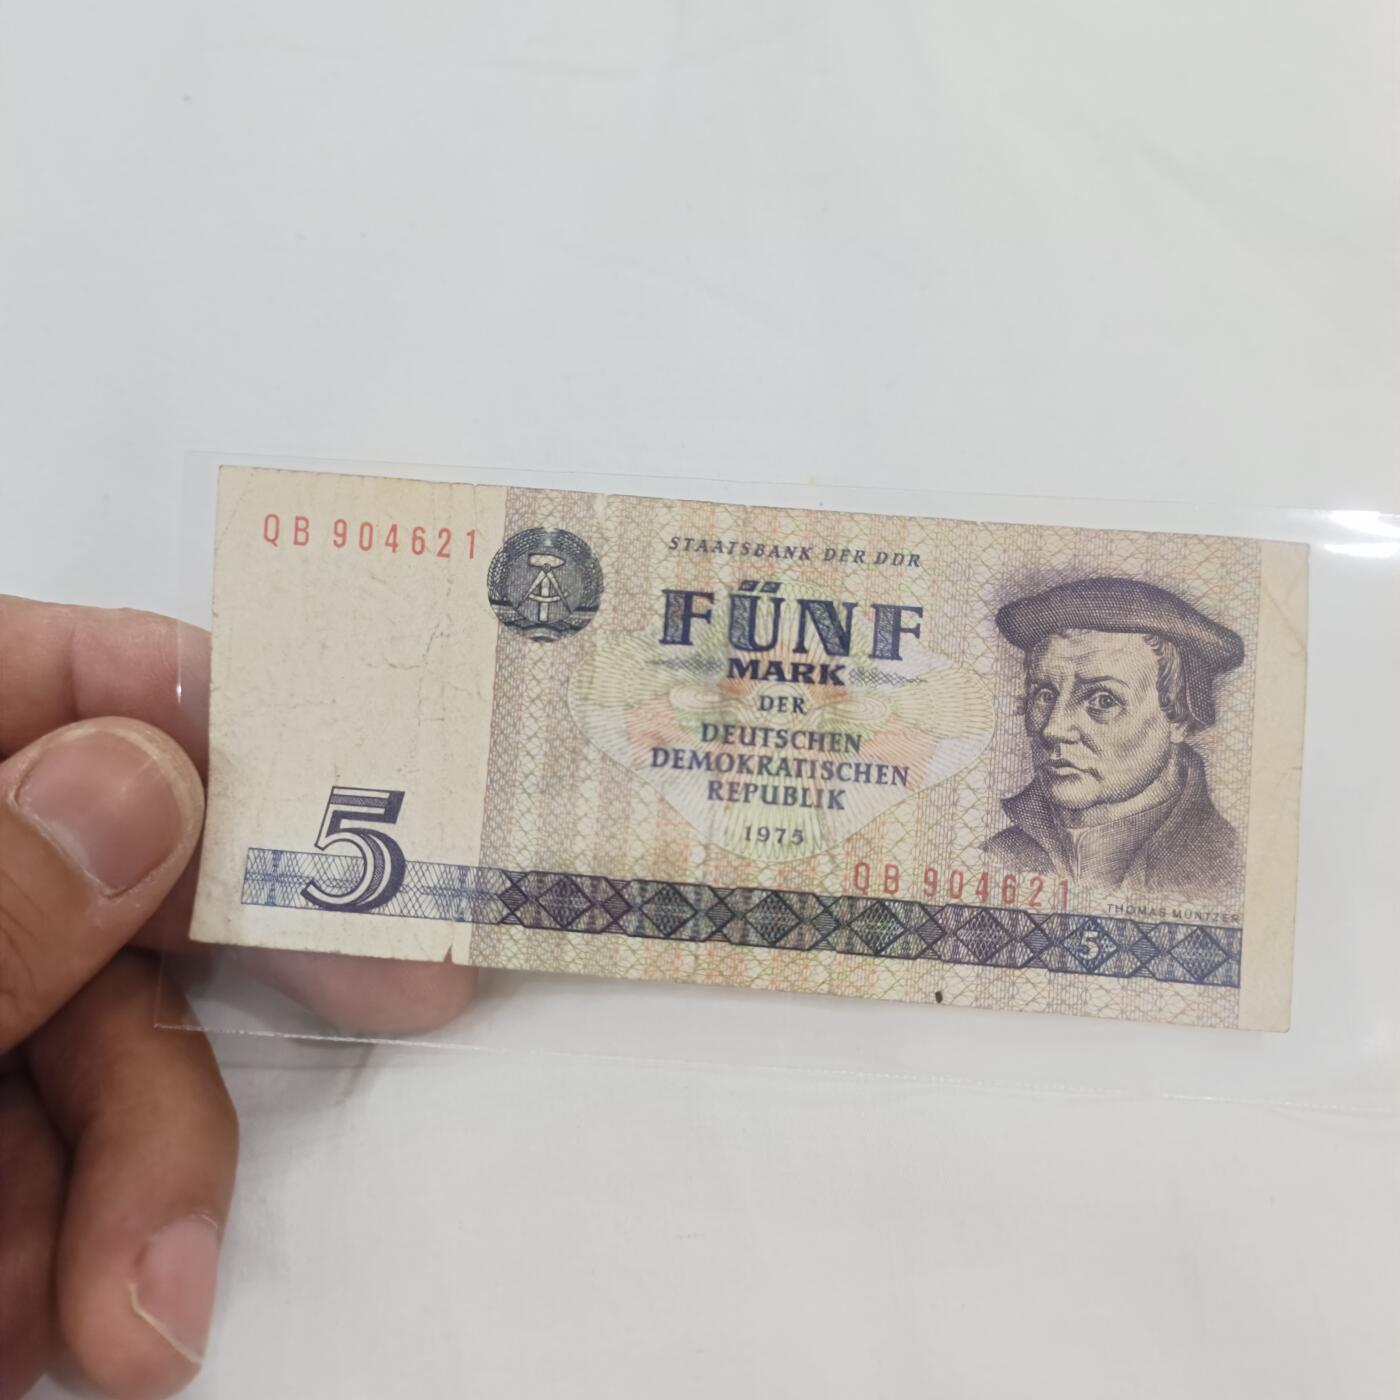 QB 904621
STAATSBANK DER DDR
FÜNF
MARK
DER
DEUTSCHEN
DEMOKRATISCHEN
REPUBLIK
1975
5
QB 904621
THOMAS MÜNTZER
5